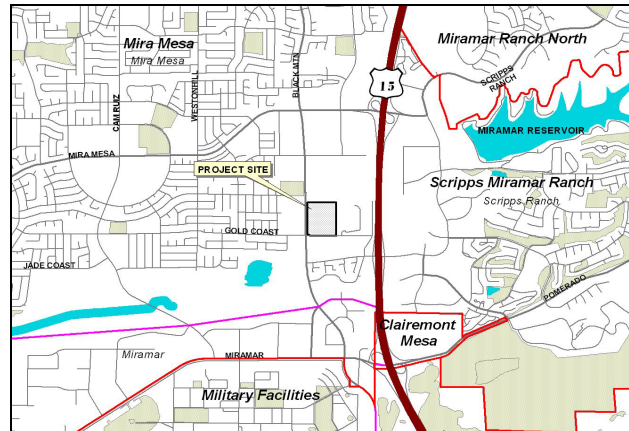 Mira Mesa
Mira Mesa
Miramar Ranch North
BLACK MTN
WESTONHILL
CAM RUIZ
15
SCRIPPS
RANCH
MIRAMAR RESERVOIR
MIRA MESA
PROJECT SITE
Scripps Miramar Ranch
Scripps Ranch
GOLD COAST
JADE COAST
POMERADO
Clairemont
Mesa
Miramar
MIRAMAR
Military Facilities